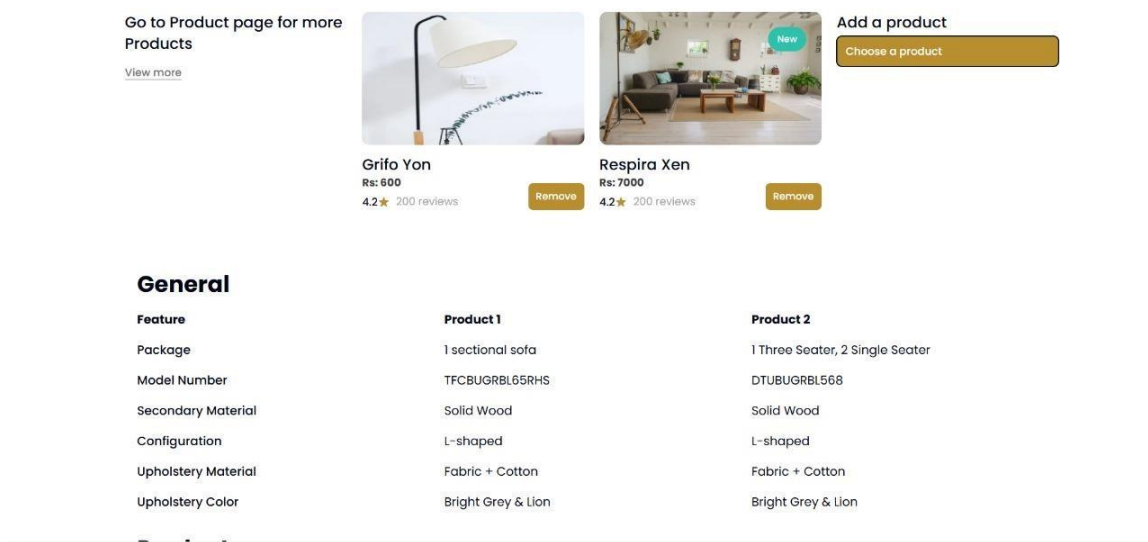 Go to Product page for more
Products
View more
New
Add a product
Choose a product
Grifo Yon
Rs: 600
4.2★ 200 reviews
Remove
Respira Xen
Rs: 7000
4.2★ 200 reviews
Remove
General
Feature Product 1 Product 2
Package 1 sectional sofa 1 Three Seater, 2 Single Seater
Model Number TFCBUGRBL65RHS DTUBUGRBL568
Secondary Material Solid Wood Solid Wood
Configuration L-shaped L-shaped
Upholstery Material Fabric + Cotton Fabric + Cotton
Upholstery Color Bright Grey & Lion Bright Grey & Lion